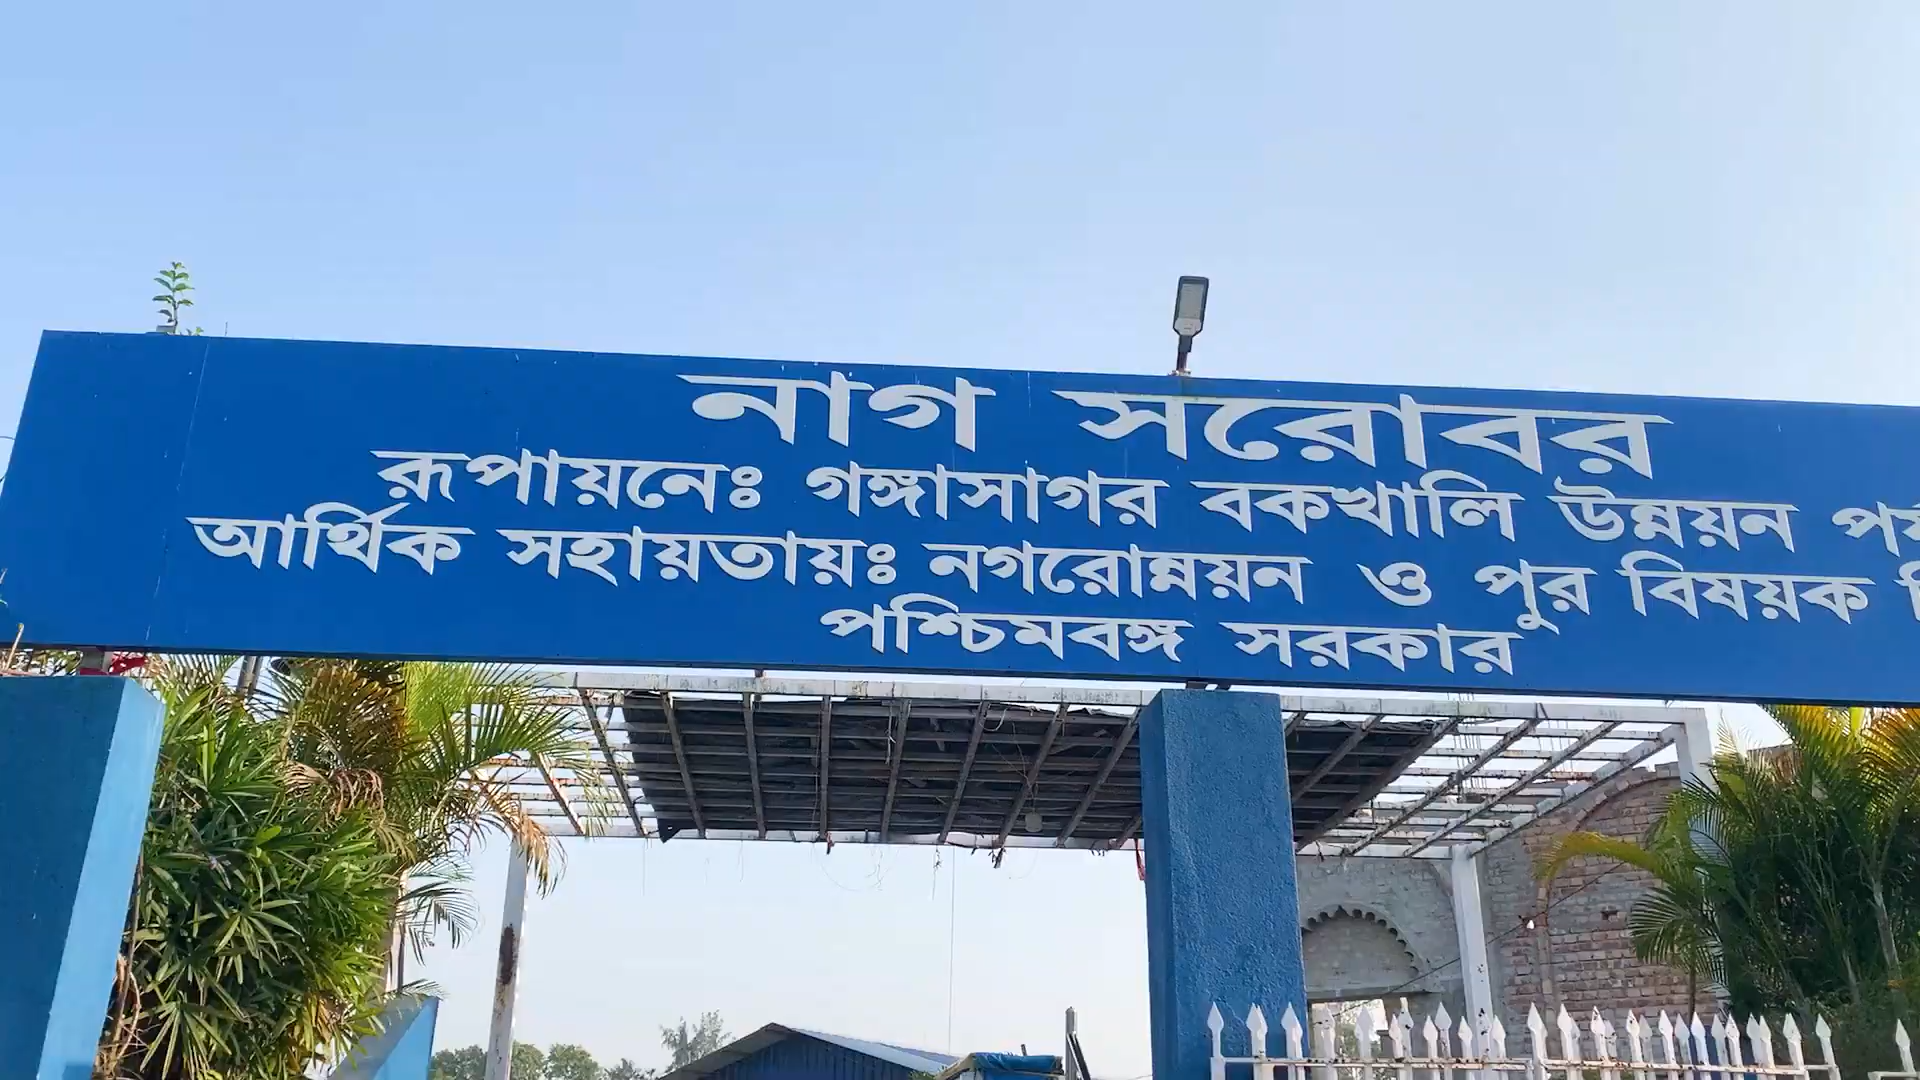 নাগ সরোবর
রূপায়নেঃ গঙ্গাসাগর বকখালি উন্নয়ন
আর্থিক সহায়তায়ঃ নগরোন্নয়ন ও পুর বিষয়ক
পশ্চিমবঙ্গ সরকার